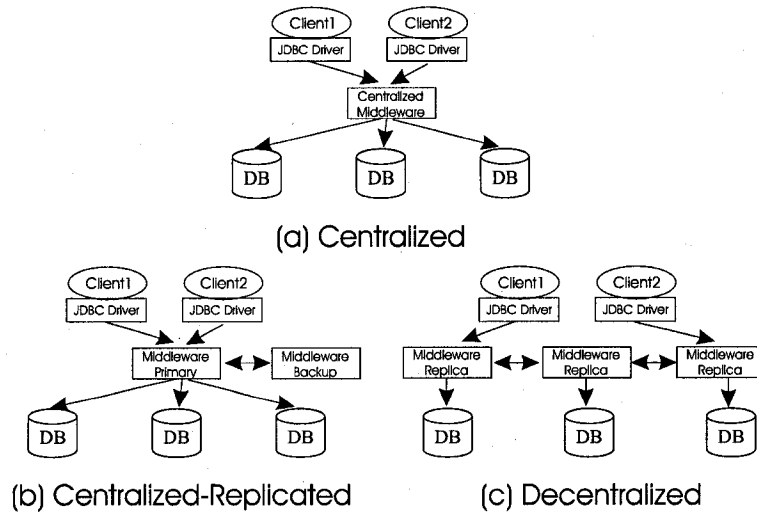 Client1 Client2
JDBC Driver JDBC Driver
Centralized
Middleware
DB DB DB
(a) Centralized
Client1 Client2
JDBC Driver JDBC Driver
Middleware Primary
Middleware Backup
DB DB DB
(b) Centralized-Replicated
Client1 Client2
JDBC Driver JDBC Driver
Middleware Replica
Middleware Replica
Middleware Replica
DB DB DB
(c) Decentralized